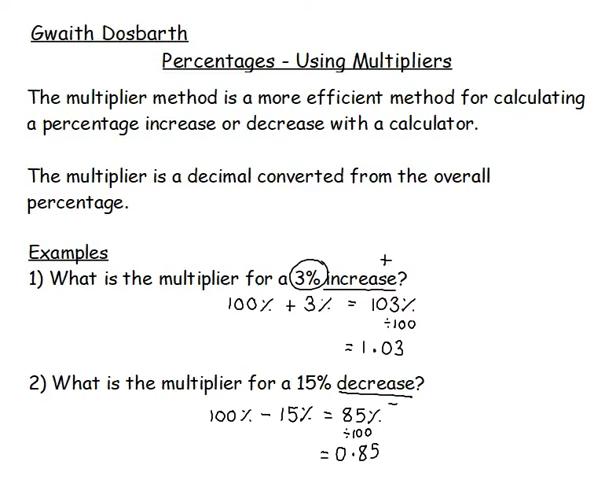 Gwaith Dosbarth
Percentages - Using Multipliers
The multiplier method is a more efficient method for calculating
a percentage increase or decrease with a calculator.
The multiplier is a decimal converted from the overall
percentage.
Examples
+
1) What is the multiplier for a 3% increase?
100% + 3% = 103%
÷100
= 1.03
2) What is the multiplier for a 15% decrease?
-
100% - 15% = 85%
÷100
= 0.85